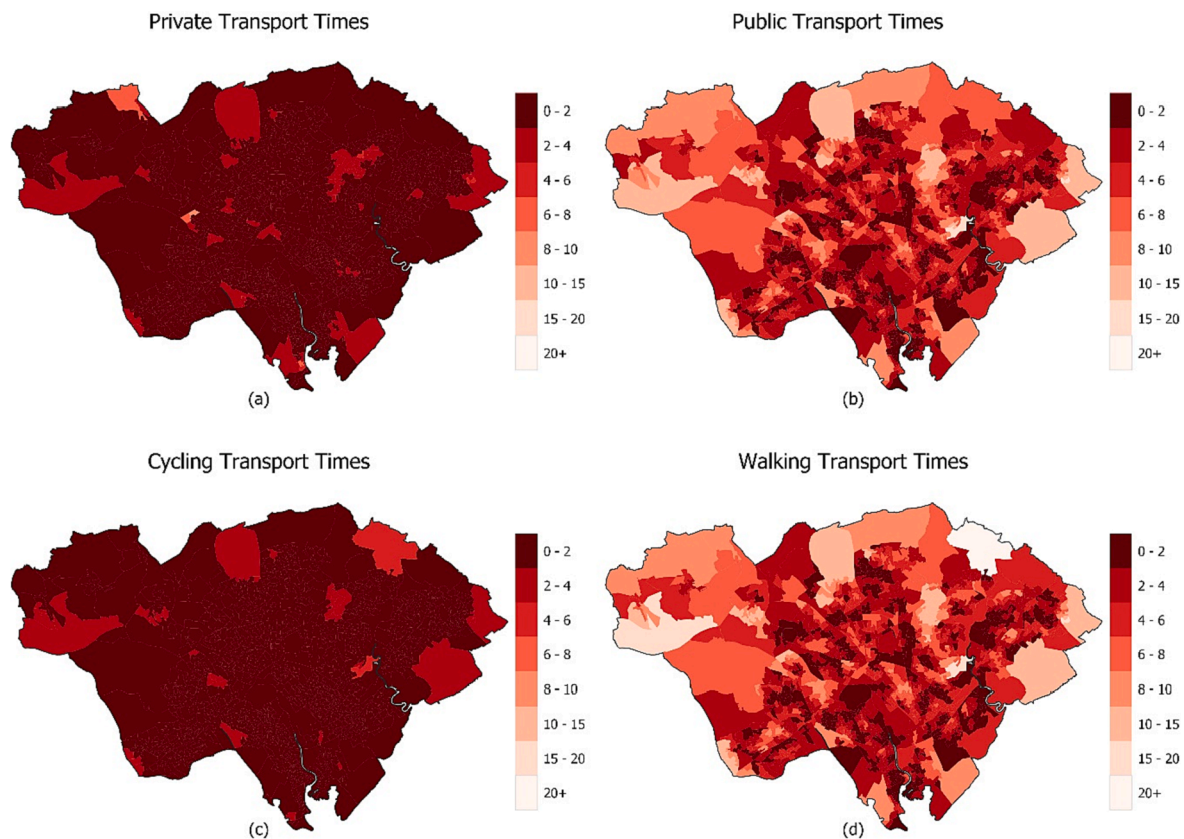 Private Transport Times
0 - 2
2 - 4
4 - 6
6 - 8
8 - 10
10 - 15
15 - 20
20+
(a)
Public Transport Times
0 - 2
2 - 4
4 - 6
6 - 8
8 - 10
10 - 15
15 - 20
20+
(b)
Cycling Transport Times
0 - 2
2 - 4
4 - 6
6 - 8
8 - 10
10 - 15
15 - 20
20+
(c)
Walking Transport Times
0 - 2
2 - 4
4 - 6
6 - 8
8 - 10
10 - 15
15 - 20
20+
(d)